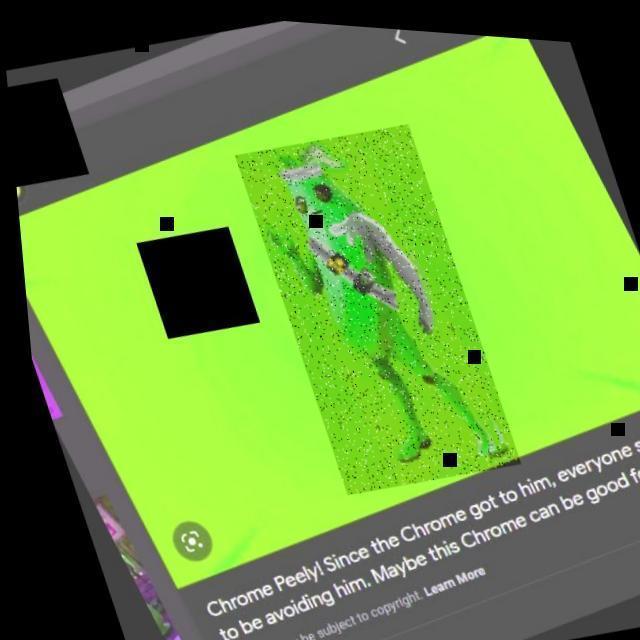 Chrome Peely! Since the Chrome got to him, everyone
to be avoiding him. Maybe this Chrome can be good
be subject to copyright. Learn More